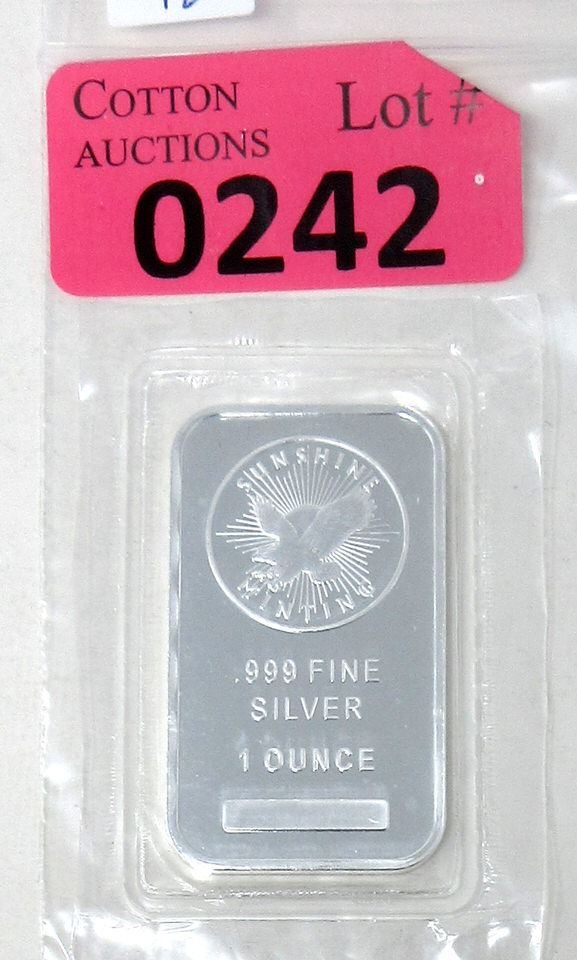 COTTON
AUCTIONS
Lot #
0242
SUNSHINE
MINTING
.999 FINE
SILVER
1 OUNCE